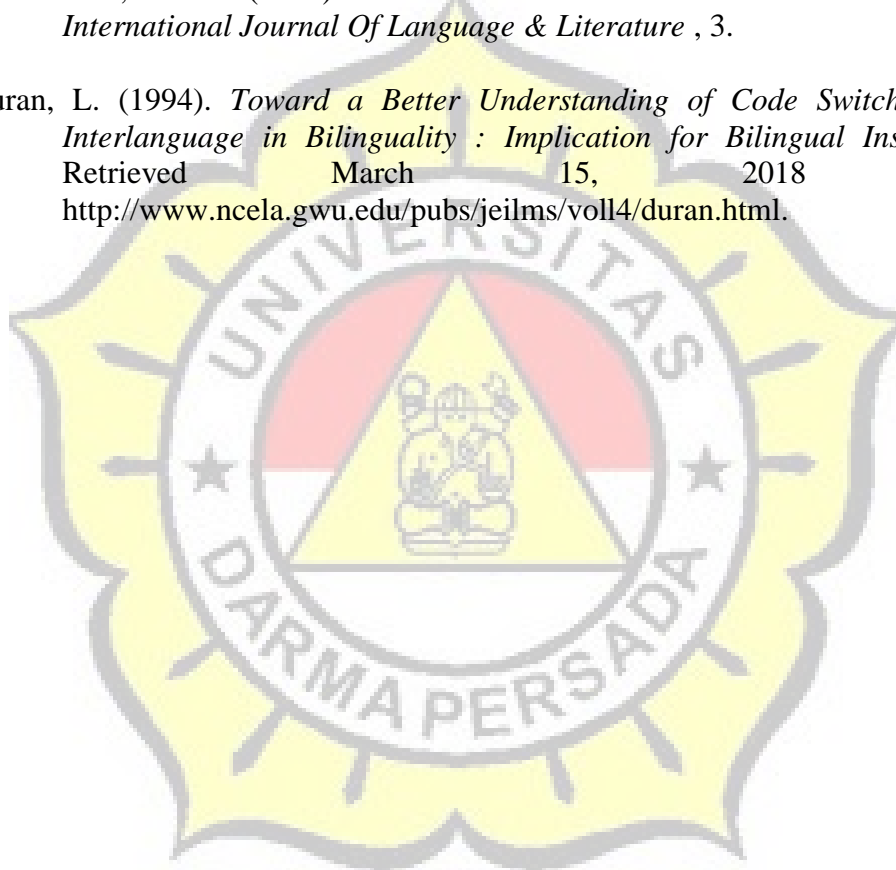 International Journal Of Language & Literature , 3.
uran, L. (1994). Toward a Better Understanding of Code Switch
Interlanguage in Bilinguality : Implication for Bilingual Ins
Retrieved March 15, 2018
http://www.ncela.gwu.edu/pubs/jeilms/voll4/duran.html.
UNIVERSITAS
DARMA PERSADA